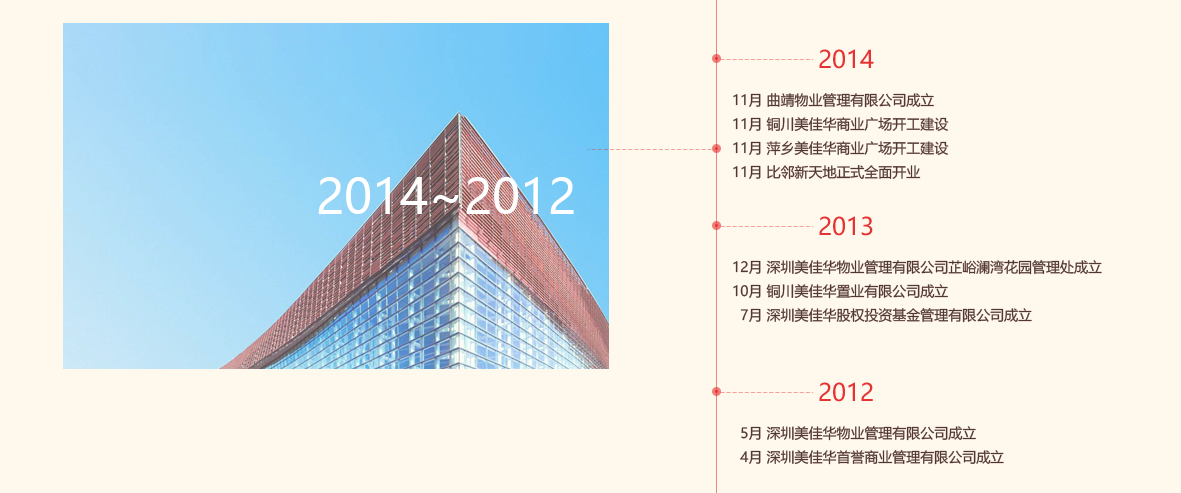 2014~2012
2014
11月 曲靖物业管理有限公司成立
11月 铜川美佳华商业广场开工建设
11月 萍乡美佳华商业广场开工建设
11月 比邻新天地正式全面开业
2013
12月 深圳美佳华物业管理有限公司芷峪澜湾花园管理处成立
10月 铜川美佳华置业有限公司成立
7月 深圳美佳华股权投资基金管理有限公司成立
2012
5月 深圳美佳华物业管理有限公司成立
4月 深圳美佳华首誉商业管理有限公司成立